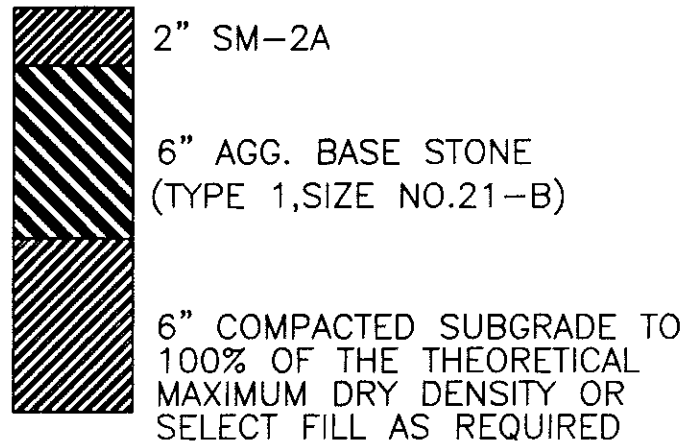 2” SM-2A
6” AGG. BASE STONE
(TYPE 1,SIZE NO.21-B)
6” COMPACTED SUBGRADE TO
100% OF THE THEORETICAL
MAXIMUM DRY DENSITY OR
SELECT FILL AS REQUIRED